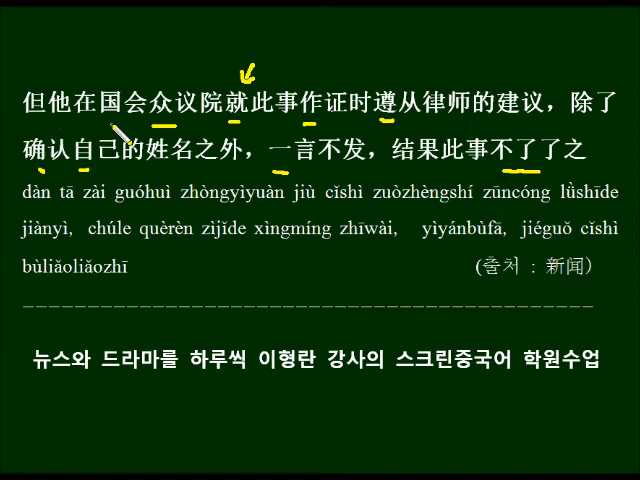 但他在国会众议院就此事作证时遵从律师的建议，除了
确认自己的姓名之外，一言不发，结果此事不了了之
dàn tā zài guóhuì zhòngyìyuàn jiù cǐshì zuòzhèngshí zūncóng lǜshīde
jiànyì, chúle quèrèn zìjǐde xìngmíng zhīwài, yìyánbùfā, jiéguǒ cǐshì
bùliǎoliǎozhī (출처 : 新闻)
뉴스와 드라마를 하루씩 이형란 강사의 스크린중국어 학원수업